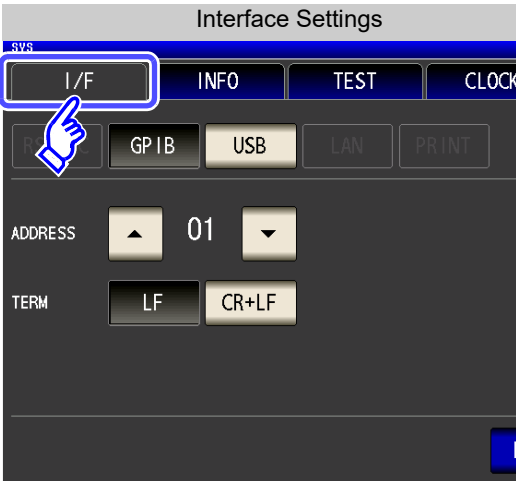 Interface Settings
SYS
I/F INFO TEST CLOCK
GPIB USB LAN PRINT
ADDRESS 01
TERM LF CR+LF